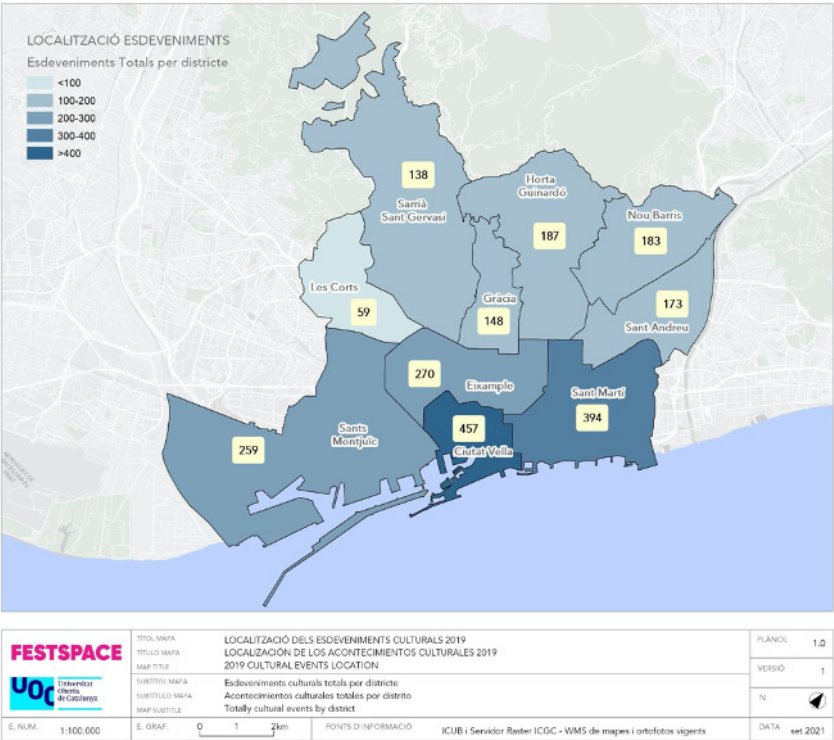 LOCALITZACIÓ ESDEVENIMENTS
Esdeveniments Totals per districte
<100
100-200
200-300
300-400
>400
138
Sarrià
Sant Gervasi
Horta
Guinardó
187
Nou Barris
183
Les Corts
59
Gràcia
148
173
Sant Andreu
270
Eixample
Sant Martí
394
Sants
Montjuïc
259
457
Ciutat Vella
FESTSPACE
UOC
Universitat
Oberta
de Catalunya
TÍTOL MAPA
LOCALITZACIÓ DELS ESDEVENIMENTS CULTURALS 2019
TÍTULO MAPA
LOCALIZACIÓN DE LOS ACONTECIMIENTOS CULTURALES 2019
MAP TITLE
2019 CULTURAL EVENTS LOCATION
SUBTÍTOL MAPA
Esdeveniments culturals totals per districte
SUBTÍTULO MAPA
Acontecimientos culturales totales por distrito
MAP SUBTITLE
Totally cultural events by district
PLÀNOL 1.0
VERSIÓ 1
N
E. NUM. 1:100.000
E. GRAF. 0 1 2km
FONTS D'INFORMACIÓ
ICUB i Servidor Raster ICGC - WMS de mapes i ortofotos vigents
DATA set 2021